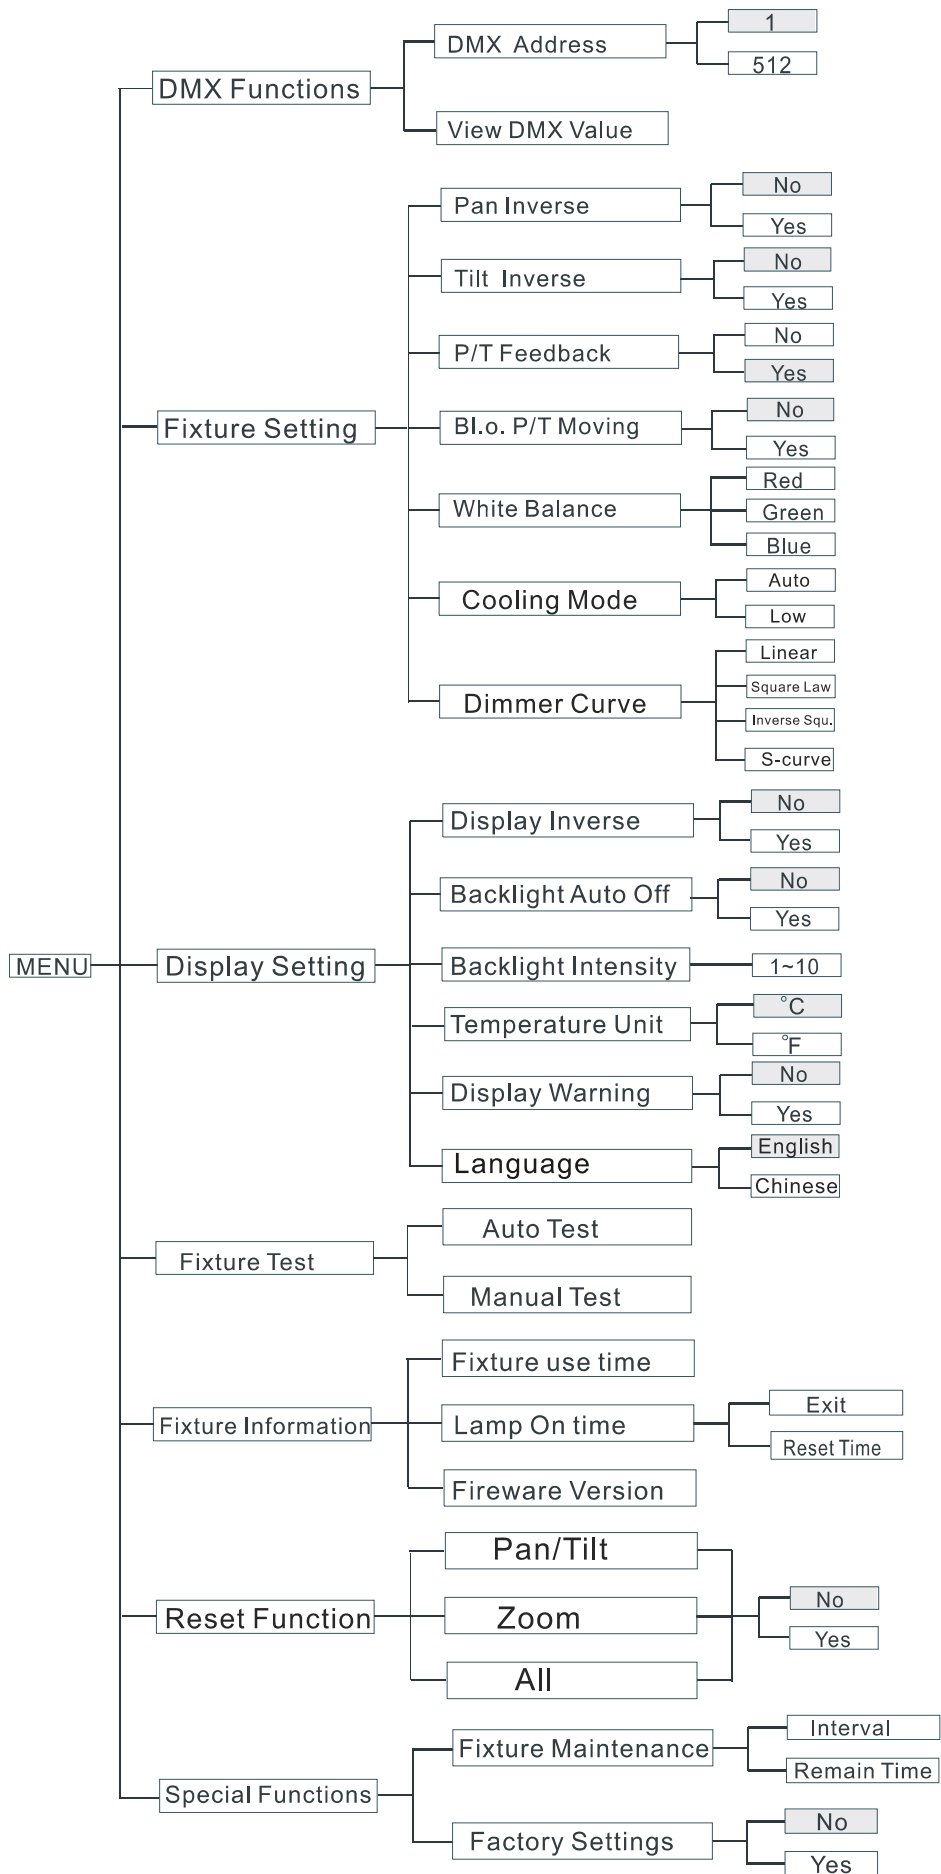 MENU
DMX Functions
DMX Address
1
512
View DMX Value
Fixture Setting
Pan Inverse
No
Yes
Tilt Inverse
No
Yes
P/T Feedback
No
Yes
Bl.o. P/T Moving
No
Yes
White Balance
Red
Green
Blue
Cooling Mode
Auto
Low
Dimmer Curve
Linear
Square Law
Inverse Squ.
S-curve
Display Setting
Display Inverse
No
Yes
Backlight Auto Off
No
Yes
Backlight Intensity
1~10
Temperature Unit
°C
°F
Display Warning
No
Yes
Language
English
Chinese
Fixture Test
Auto Test
Manual Test
Fixture Information
Fixture use time
Lamp On time
Exit
Reset Time
Fireware Version
Reset Function
Pan/Tilt
Zoom
All
No
Yes
Special Functions
Fixture Maintenance
Interval
Remain Time
Factory Settings
No
Yes